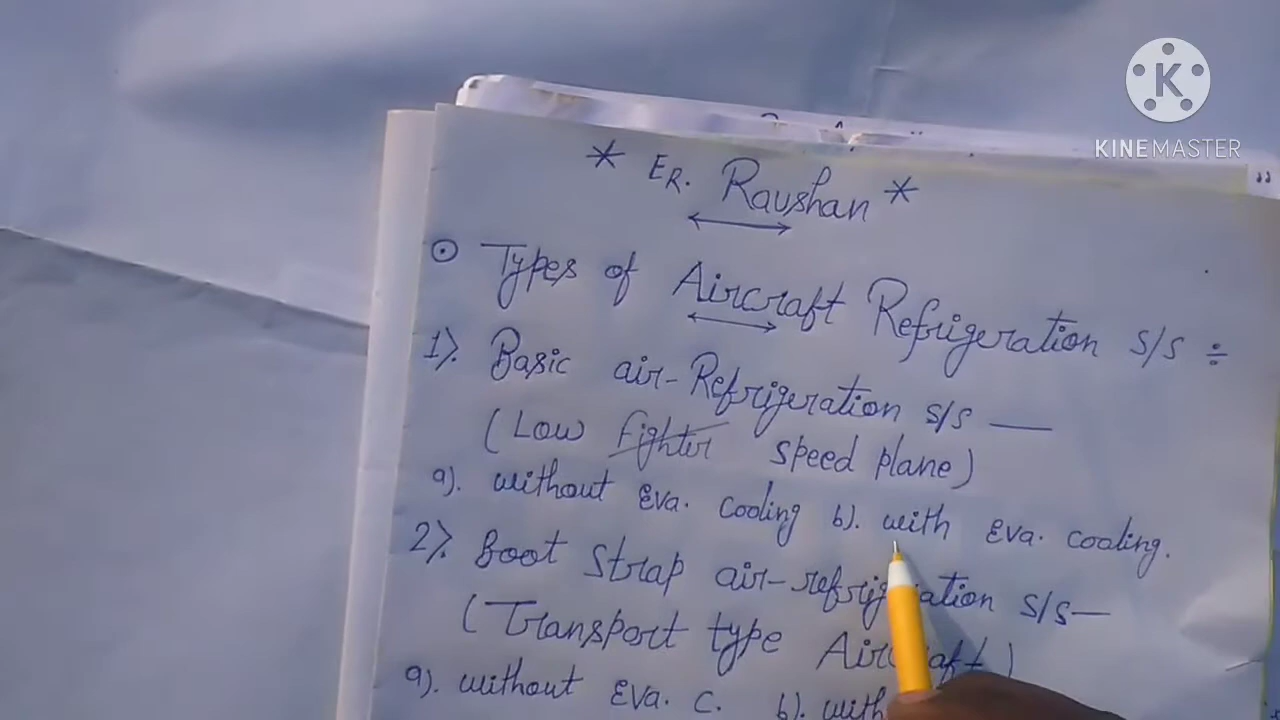 KINEMASTER
* ER. Raushan *
Types of Aircraft Refrigeration s/s ÷
1). Basic air-Refrigeration s/s —
(Low fighter speed plane)
a). without Eva. cooling b). with Eva. cooling.
2). Boot Strap air-refrigeration s/s—
(Transport type Aircraft)
a). without Eva. c. b). with